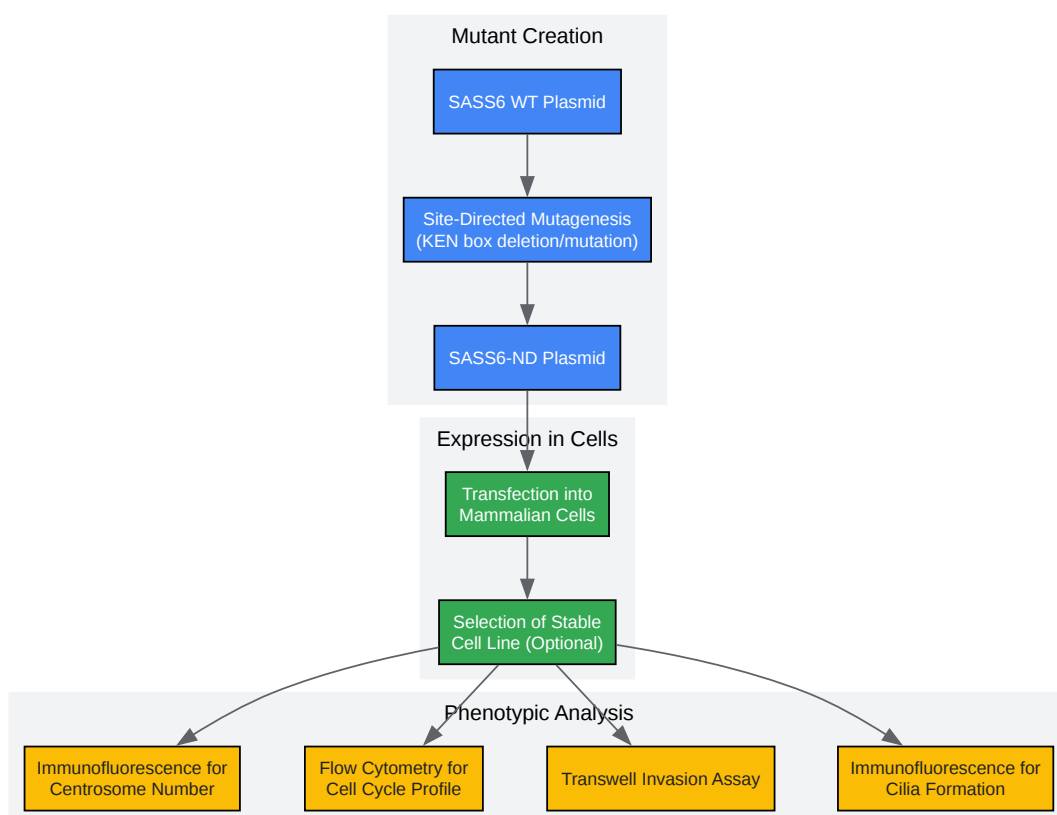 Mutant Creation
SASS6 WT Plasmid
Site-Directed Mutagenesis
(KEN box deletion/mutation)
SASS6-ND Plasmid
Expression in Cells
Transfection into
Mammalian Cells
Selection of Stable
Cell Line (Optional)
Phenotypic Analysis
Immunofluorescence for
Centrosome Number
Flow Cytometry for
Cell Cycle Profile
Transwell Invasion Assay
Immunofluorescence for
Cilia Formation